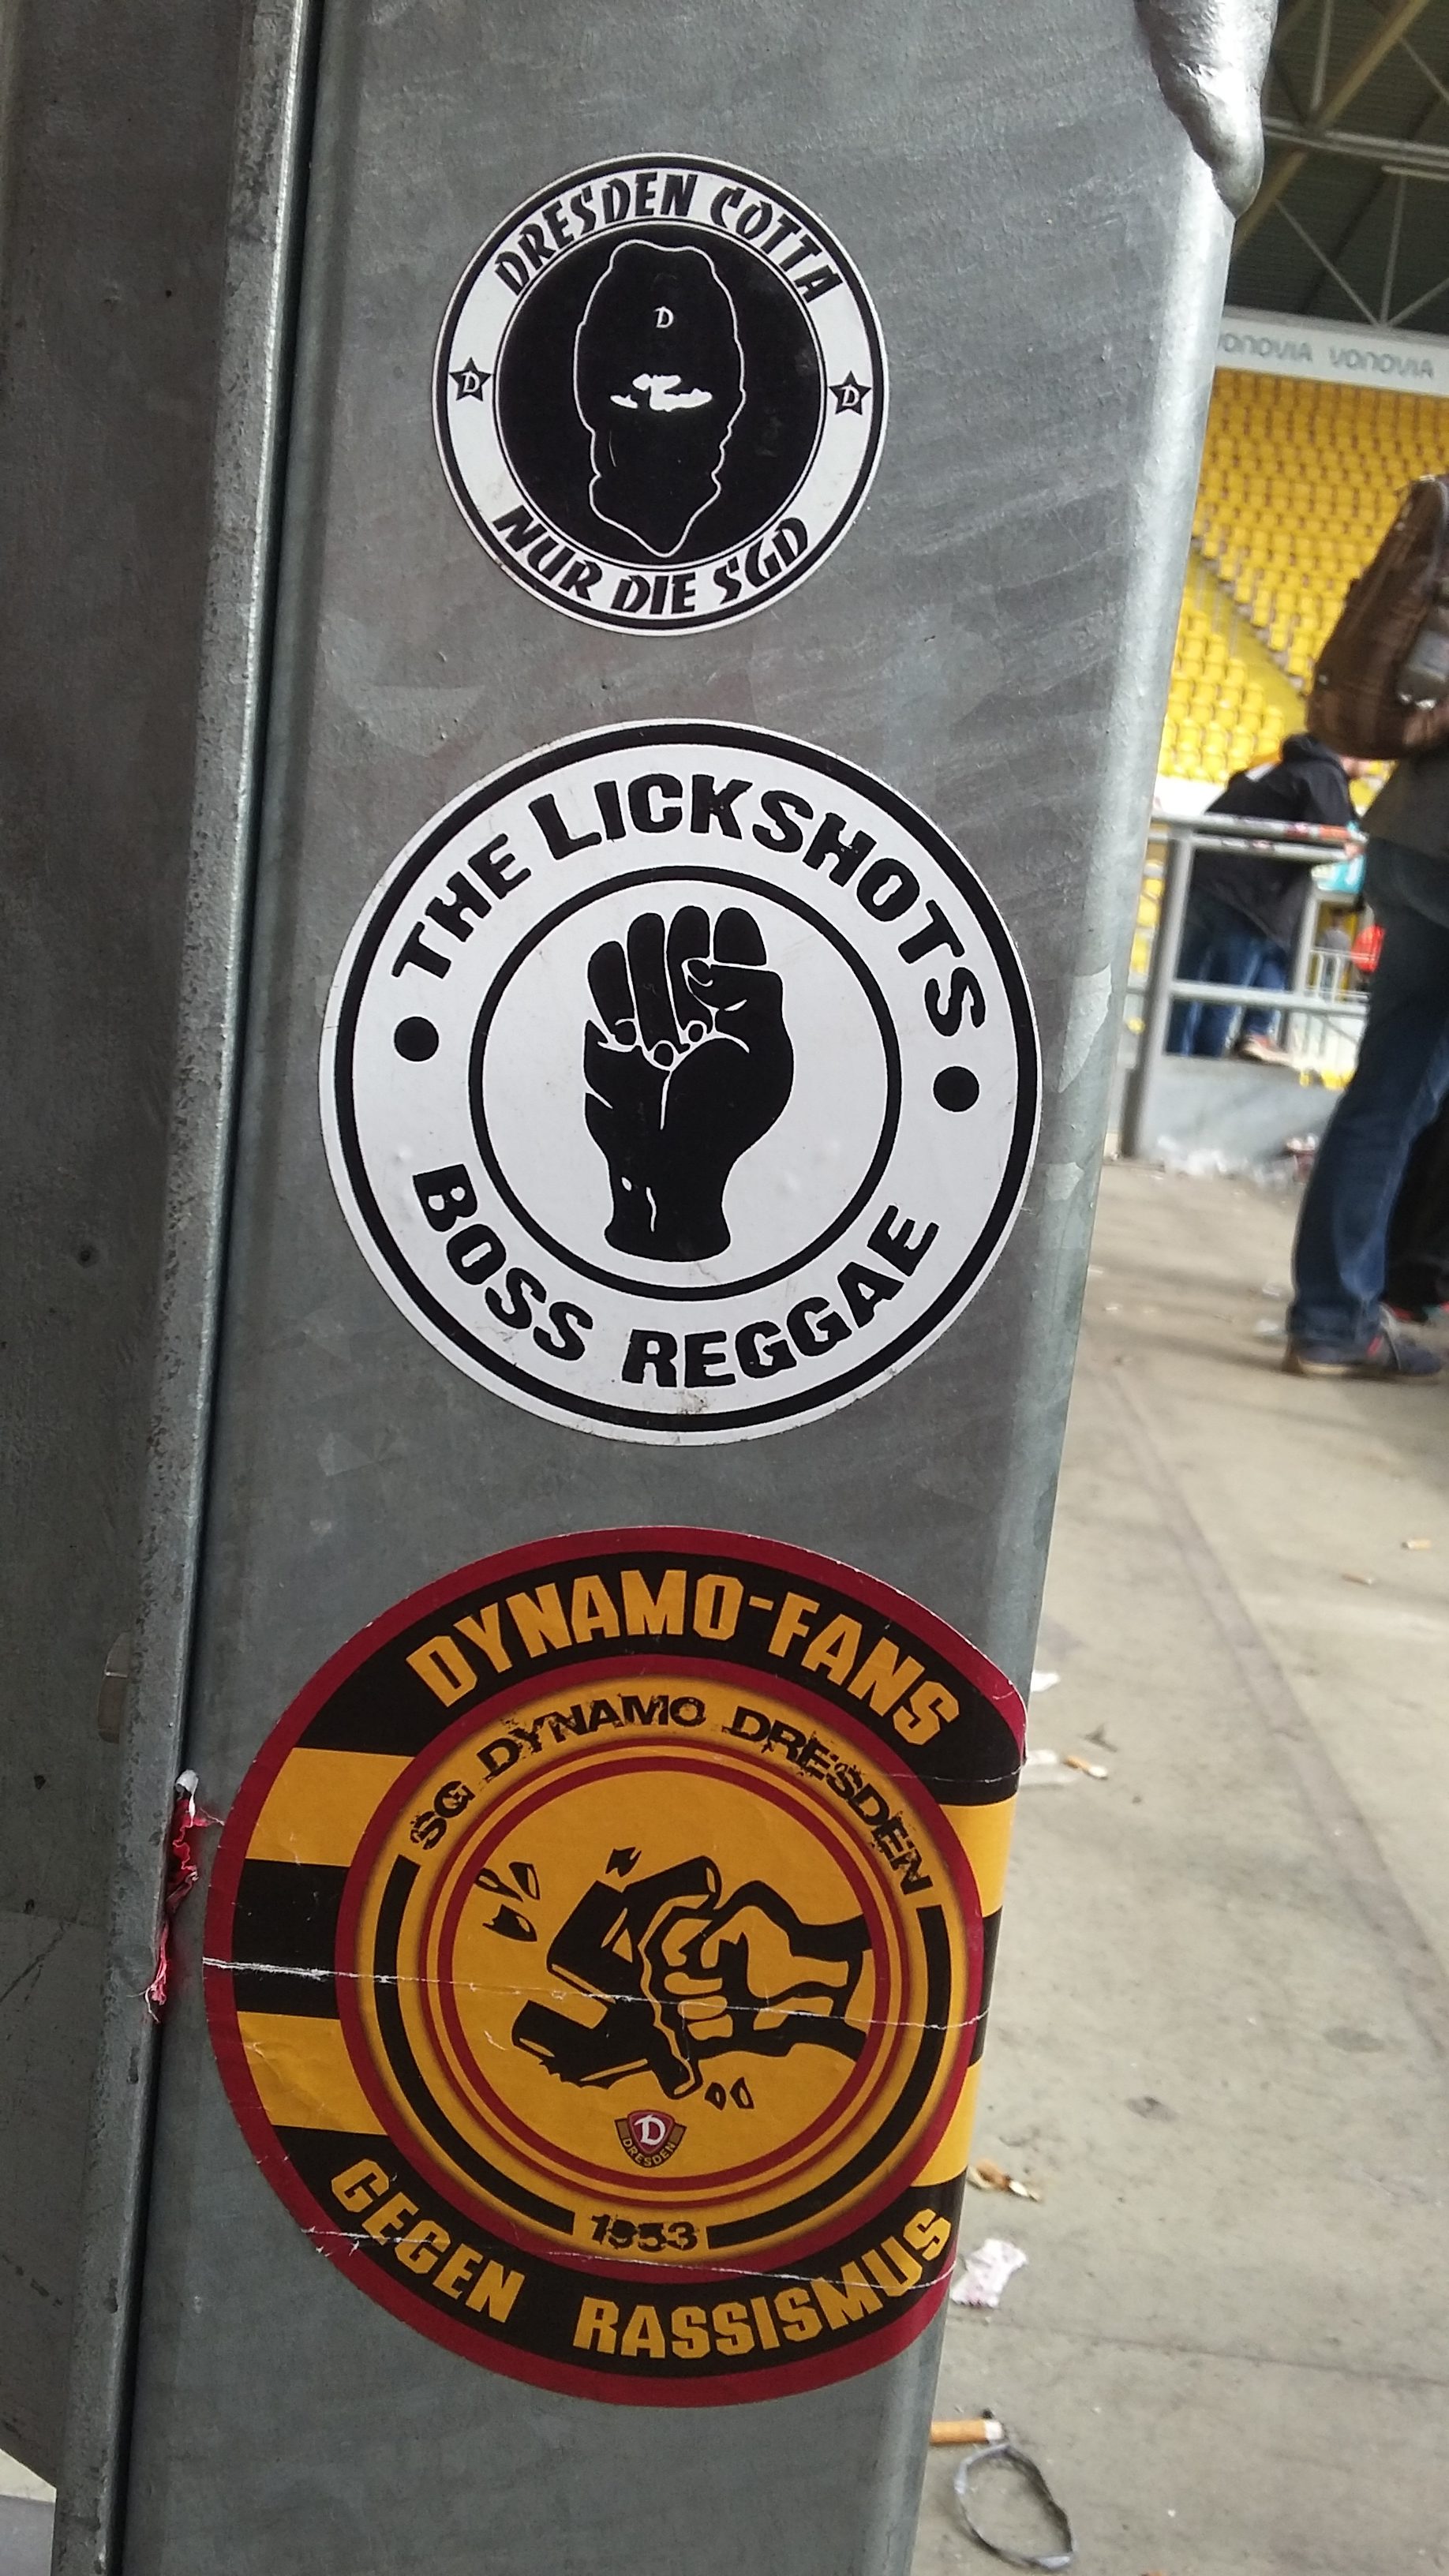 DRESDEN COTTA
D
D
D
NUR DIE SGD
VONOVIA VONOVIA
THE LICKSHOTS
BOSS REGGAE
DYNAMO-FANS
SG DYNAMO DRESDEN
D
DRESDEN
1953
GEGEN RASSISMUS